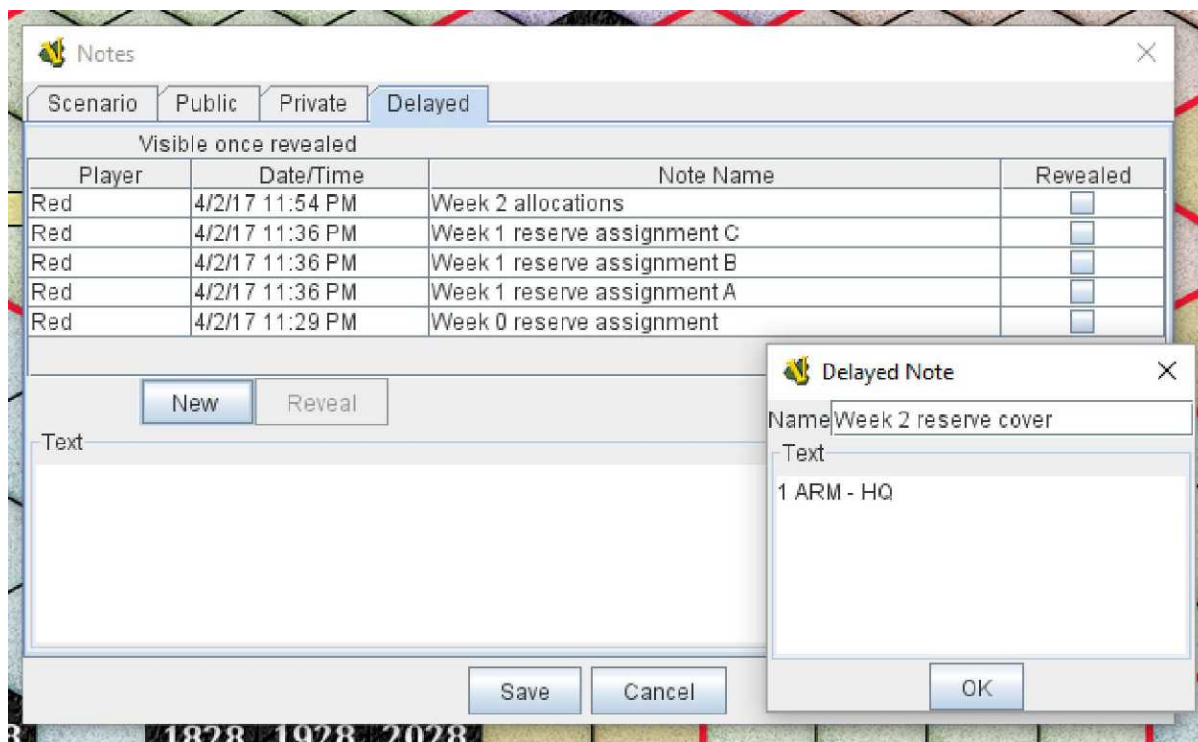 Notes
Scenario Public Private Delayed
Visible once revealed
Player Date/Time Note Name Revealed
Red 4/2/17 11:54 PM Week 2 allocations
Red 4/2/17 11:36 PM Week 1 reserve assignment C
Red 4/2/17 11:36 PM Week 1 reserve assignment B
Red 4/2/17 11:36 PM Week 1 reserve assignment A
Red 4/2/17 11:29 PM Week 0 reserve assignment
New Reveal
Text
Save Cancel
Delayed Note
Name Week 2 reserve cover
Text
1 ARM - HQ
OK
1828 1928 2028